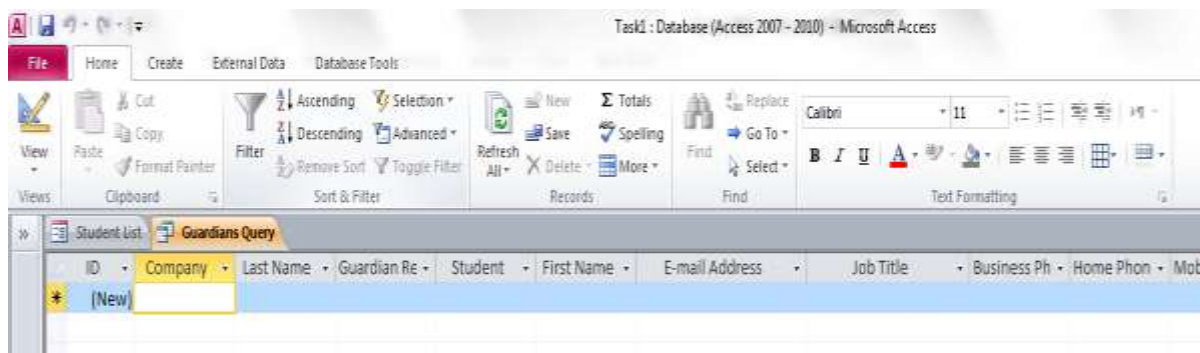 A
Task1 : Database (Access 2007 - 2010) - Microsoft Access
File Home Create External Data Database Tools
View
Views
Paste
Cut
Copy
Format Painter
Clipboard
Filter
Ascending
Descending
Remove Sort
Selection
Advanced
Toggle Filter
Sort & Filter
Refresh
All
New
Save
Delete
Σ Totals
Spelling
More
Records
Find
Replace
Go To
Select
Find
Calibri 11
B I U A
Text Formatting
» Student List Guardians Query
ID Company Last Name Guardian Re Student First Name E-mail Address Job Title Business Ph Home Phon Mob
* (New)